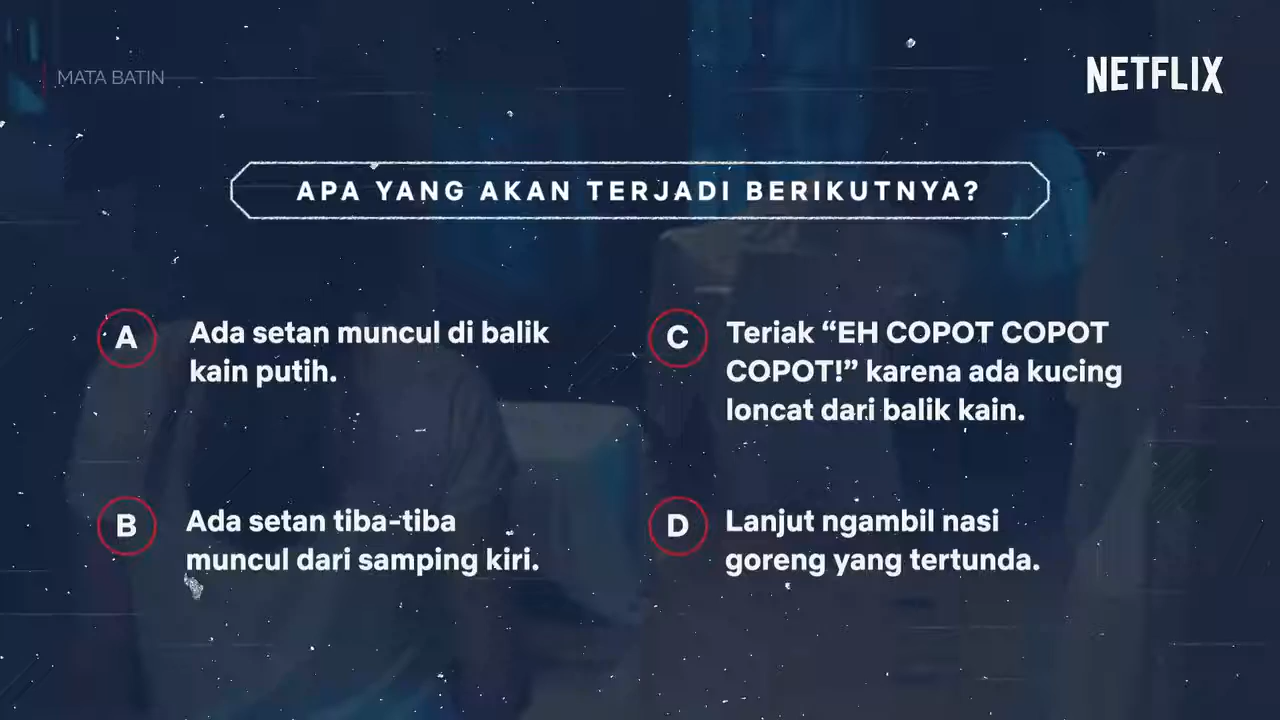 MATA BATIN
NETFLIX
APA YANG AKAN TERJADI BERIKUTNYA?
A
Ada setan muncul di balik
kain putih.
B
Ada setan tiba-tiba
muncul dari samping kiri.
C
Teriak “EH COPOT COPOT
COPOT!” karena ada kucing
loncat dari balik kain.
D
Lanjut ngambil nasi
goreng yang tertunda.